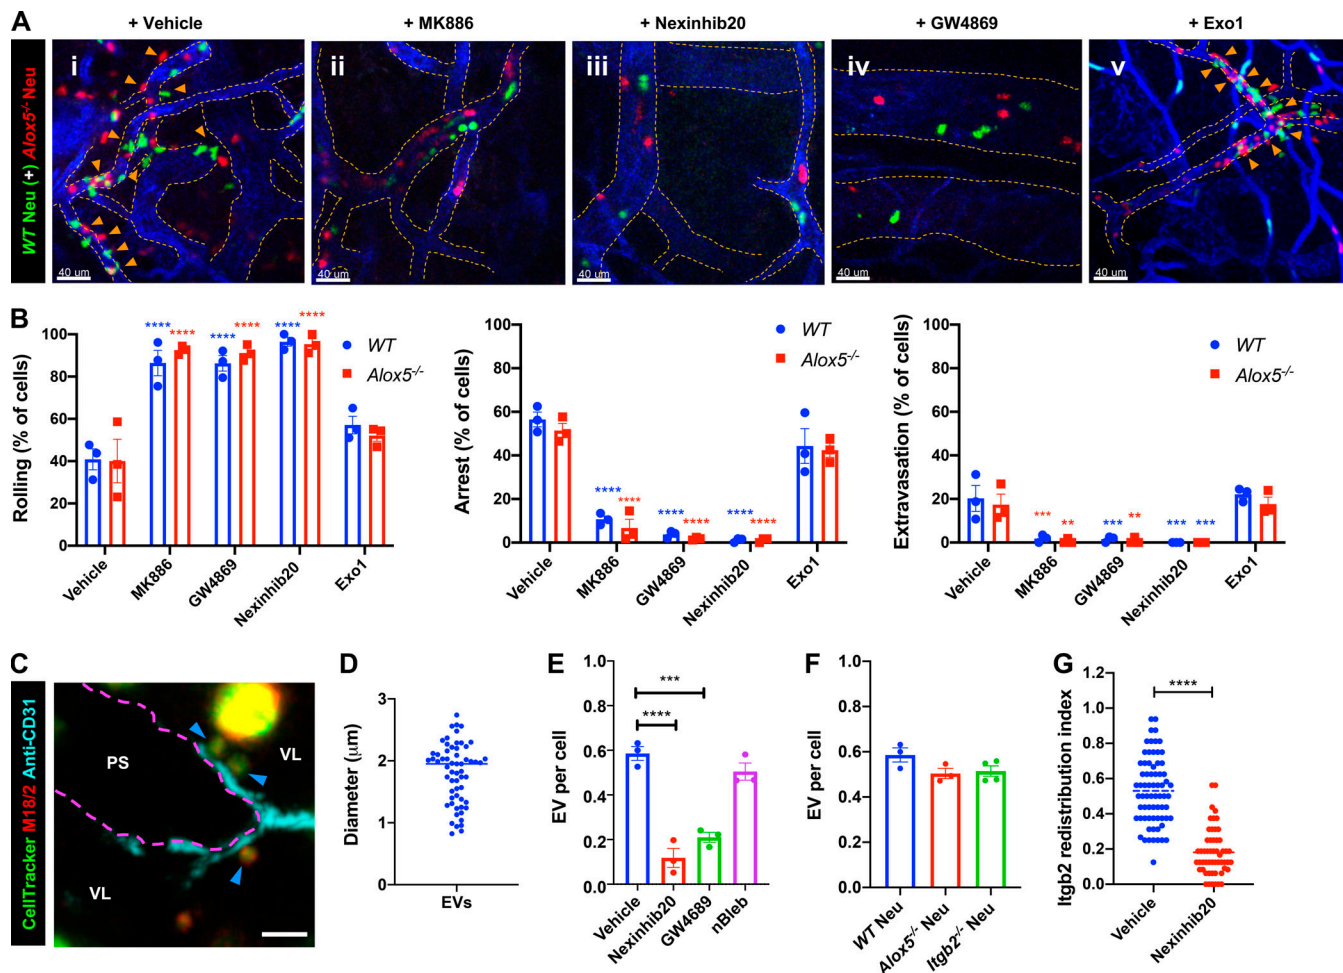 A
+ Vehicle
+ MK886
+ Nexinhib20
+ GW4869
+ Exo1
WT Neu (+) Alox5-/- Neu
i
ii
iii
iv
v
40 um
40 um
40 um
40 um
40 um
B
Rolling (% of cells)
100
80
60
40
20
0
**** **** **** **** **** ****
WT
Alox5-/-
Vehicle
MK886
GW4869
Nexinhib20
Exo1
Arrest (% of cells)
100
80
60
40
20
0
**** **** **** **** **** ****
WT
Alox5-/-
Vehicle
MK886
GW4869
Nexinhib20
Exo1
Extravasation (% of cells)
100
80
60
40
20
0
*** ** *** ** *** ***
WT
Alox5-/-
Vehicle
MK886
GW4869
Nexinhib20
Exo1
C
CellTracker M18/2 Anti-CD31
PS
VL
VL
D
Diameter (µm)
3
2
1
0
EVs
E
EV per cell
1.0
0.8
0.6
0.4
0.2
0.0
***
****
Vehicle
Nexinhib20
GW4689
nBleb
F
EV per cell
1.0
0.8
0.6
0.4
0.2
0.0
WT Neu
Alox5-/- Neu
Itgb2-/- Neu
G
Itgb2 redistribution index
1.2
1.0
0.8
0.6
0.4
0.2
0.0
****
Vehicle
Nexinhib20